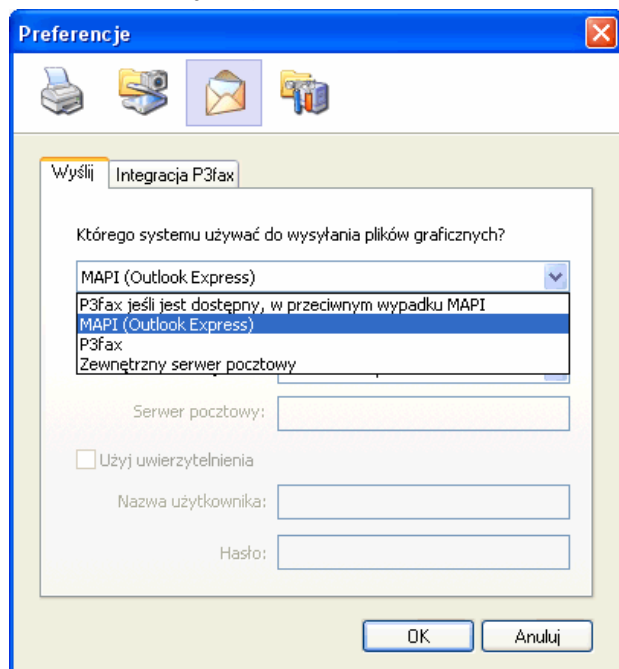 Preferencje
Wyślij
Integracja P3fax
Którego systemu używać do wysyłania plików graficznych?
MAPI (Outlook Express)
P3fax jeśli jest dostępny, w przeciwnym wypadku MAPI
MAPI (Outlook Express)
P3fax
Zewnętrzny serwer pocztowy
Serwer pocztowy:
Użyj uwierzytelnienia
Nazwa użytkownika:
Hasło:
OK
Anuluj